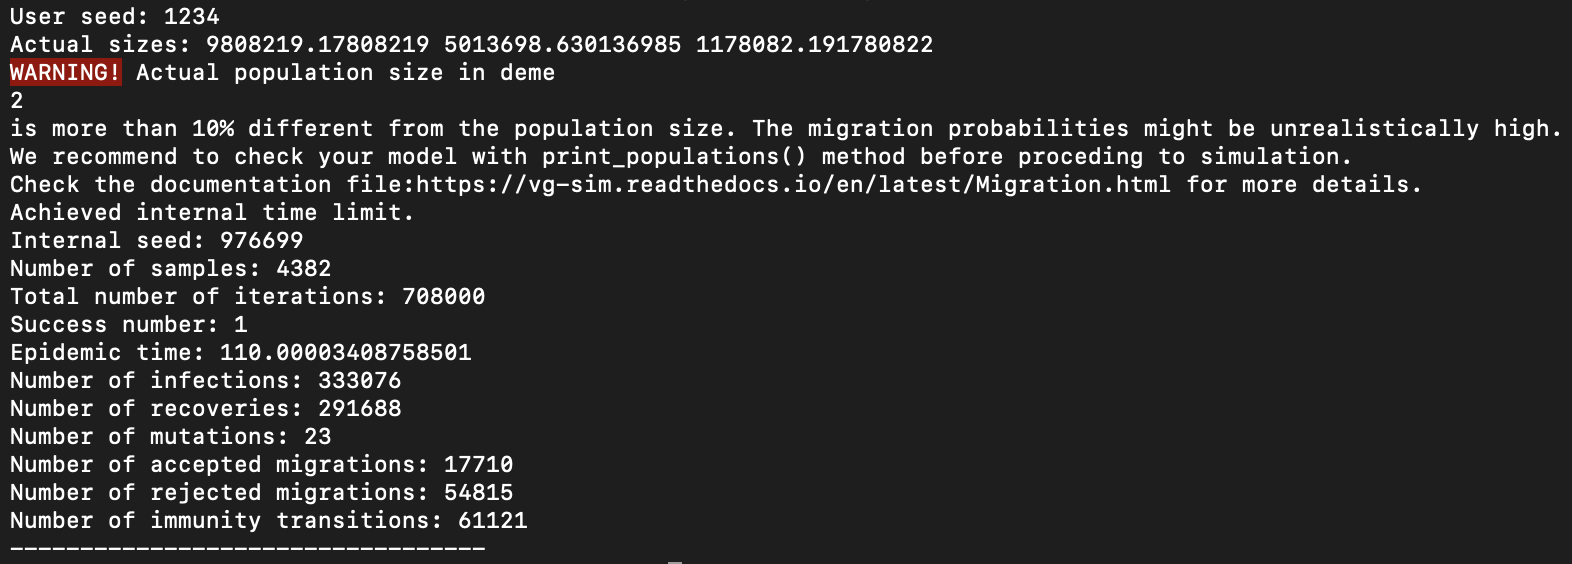 User seed: 1234
Actual sizes: 9808219.17808219 5013698.630136985 1178082.191780822
WARNING! Actual population size in deme
2
is more than 10% different from the population size. The migration probabilities might be unrealistically high.
We recommend to check your model with print_populations() method before proceding to simulation.
Check the documentation file:https://vg-sim.readthedocs.io/en/latest/Migration.html for more details.
Achieved internal time limit.
Internal seed: 976699
Number of samples: 4382
Total number of iterations: 708000
Success number: 1
Epidemic time: 110.00003408758501
Number of infections: 333076
Number of recoveries: 291688
Number of mutations: 23
Number of accepted migrations: 17710
Number of rejected migrations: 54815
Number of immunity transitions: 61121
----------------------------------